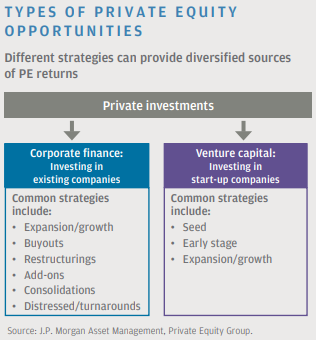 TYPES OF PRIVATE EQUITY
OPPORTUNITIES
Different strategies can provide diversified sources
of PE returns
Private investments
Corporate finance:
Investing in
existing companies
Common strategies
include:
• Expansion/growth
• Buyouts
• Restructurings
• Add-ons
• Consolidations
• Distressed/turnarounds
Venture capital:
Investing in
start-up companies
Common strategies
include:
• Seed
• Early stage
• Expansion/growth
Source: J.P. Morgan Asset Management, Private Equity Group.